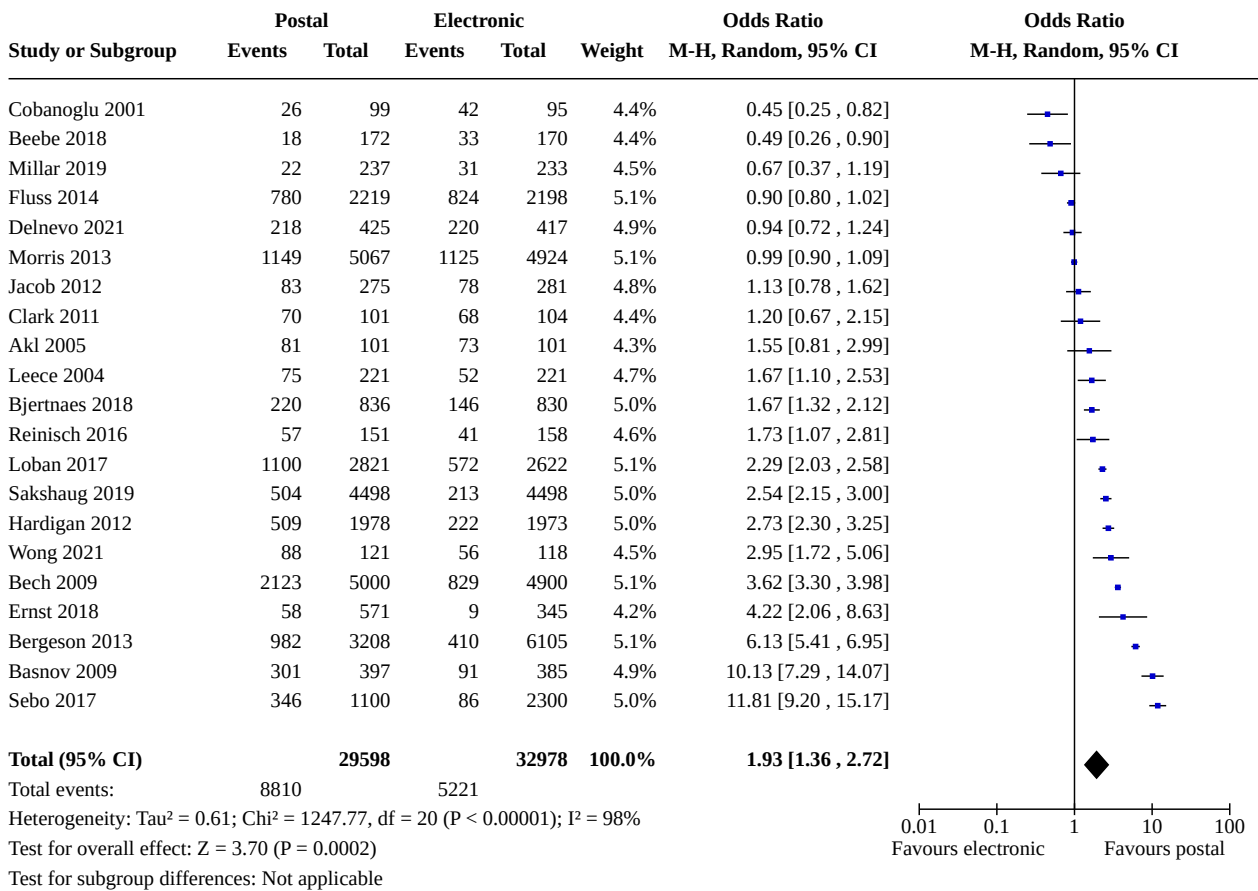 Postal Electronic Odds Ratio Odds Ratio
Study or Subgroup Events Total Events Total Weight M-H, Random, 95% CI M-H, Random, 95% CI
Cobanoglu 2001 26 99 42 95 4.4% 0.45 [0.25 , 0.82]
Beebe 2018 18 172 33 170 4.4% 0.49 [0.26 , 0.90]
Millar 2019 22 237 31 233 4.5% 0.67 [0.37 , 1.19]
Fluss 2014 780 2219 824 2198 5.1% 0.90 [0.80 , 1.02]
Delnevo 2021 218 425 220 417 4.9% 0.94 [0.72 , 1.24]
Morris 2013 1149 5067 1125 4924 5.1% 0.99 [0.90 , 1.09]
Jacob 2012 83 275 78 281 4.8% 1.13 [0.78 , 1.62]
Clark 2011 70 101 68 104 4.4% 1.20 [0.67 , 2.15]
Akl 2005 81 101 73 101 4.3% 1.55 [0.81 , 2.99]
Leece 2004 75 221 52 221 4.7% 1.67 [1.10 , 2.53]
Bjertnaes 2018 220 836 146 830 5.0% 1.67 [1.32 , 2.12]
Reinisch 2016 57 151 41 158 4.6% 1.73 [1.07 , 2.81]
Loban 2017 1100 2821 572 2622 5.1% 2.29 [2.03 , 2.58]
Sakshaug 2019 504 4498 213 4498 5.0% 2.54 [2.15 , 3.00]
Hardigan 2012 509 1978 222 1973 5.0% 2.73 [2.30 , 3.25]
Wong 2021 88 121 56 118 4.5% 2.95 [1.72 , 5.06]
Bech 2009 2123 5000 829 4900 5.1% 3.62 [3.30 , 3.98]
Ernst 2018 58 571 9 345 4.2% 4.22 [2.06 , 8.63]
Bergeson 2013 982 3208 410 6105 5.1% 6.13 [5.41 , 6.95]
Basnov 2009 301 397 91 385 4.9% 10.13 [7.29 , 14.07]
Sebo 2017 346 1100 86 2300 5.0% 11.81 [9.20 , 15.17]
Total (95% CI) 29598 32978 100.0% 1.93 [1.36 , 2.72]
Total events: 8810 5221
Heterogeneity: Tau² = 0.61; Chi² = 1247.77, df = 20 (P < 0.00001); I² = 98%
0.01 0.1 1 10 100
Test for overall effect: Z = 3.70 (P = 0.0002)
Favours electronic Favours postal
Test for subgroup differences: Not applicable